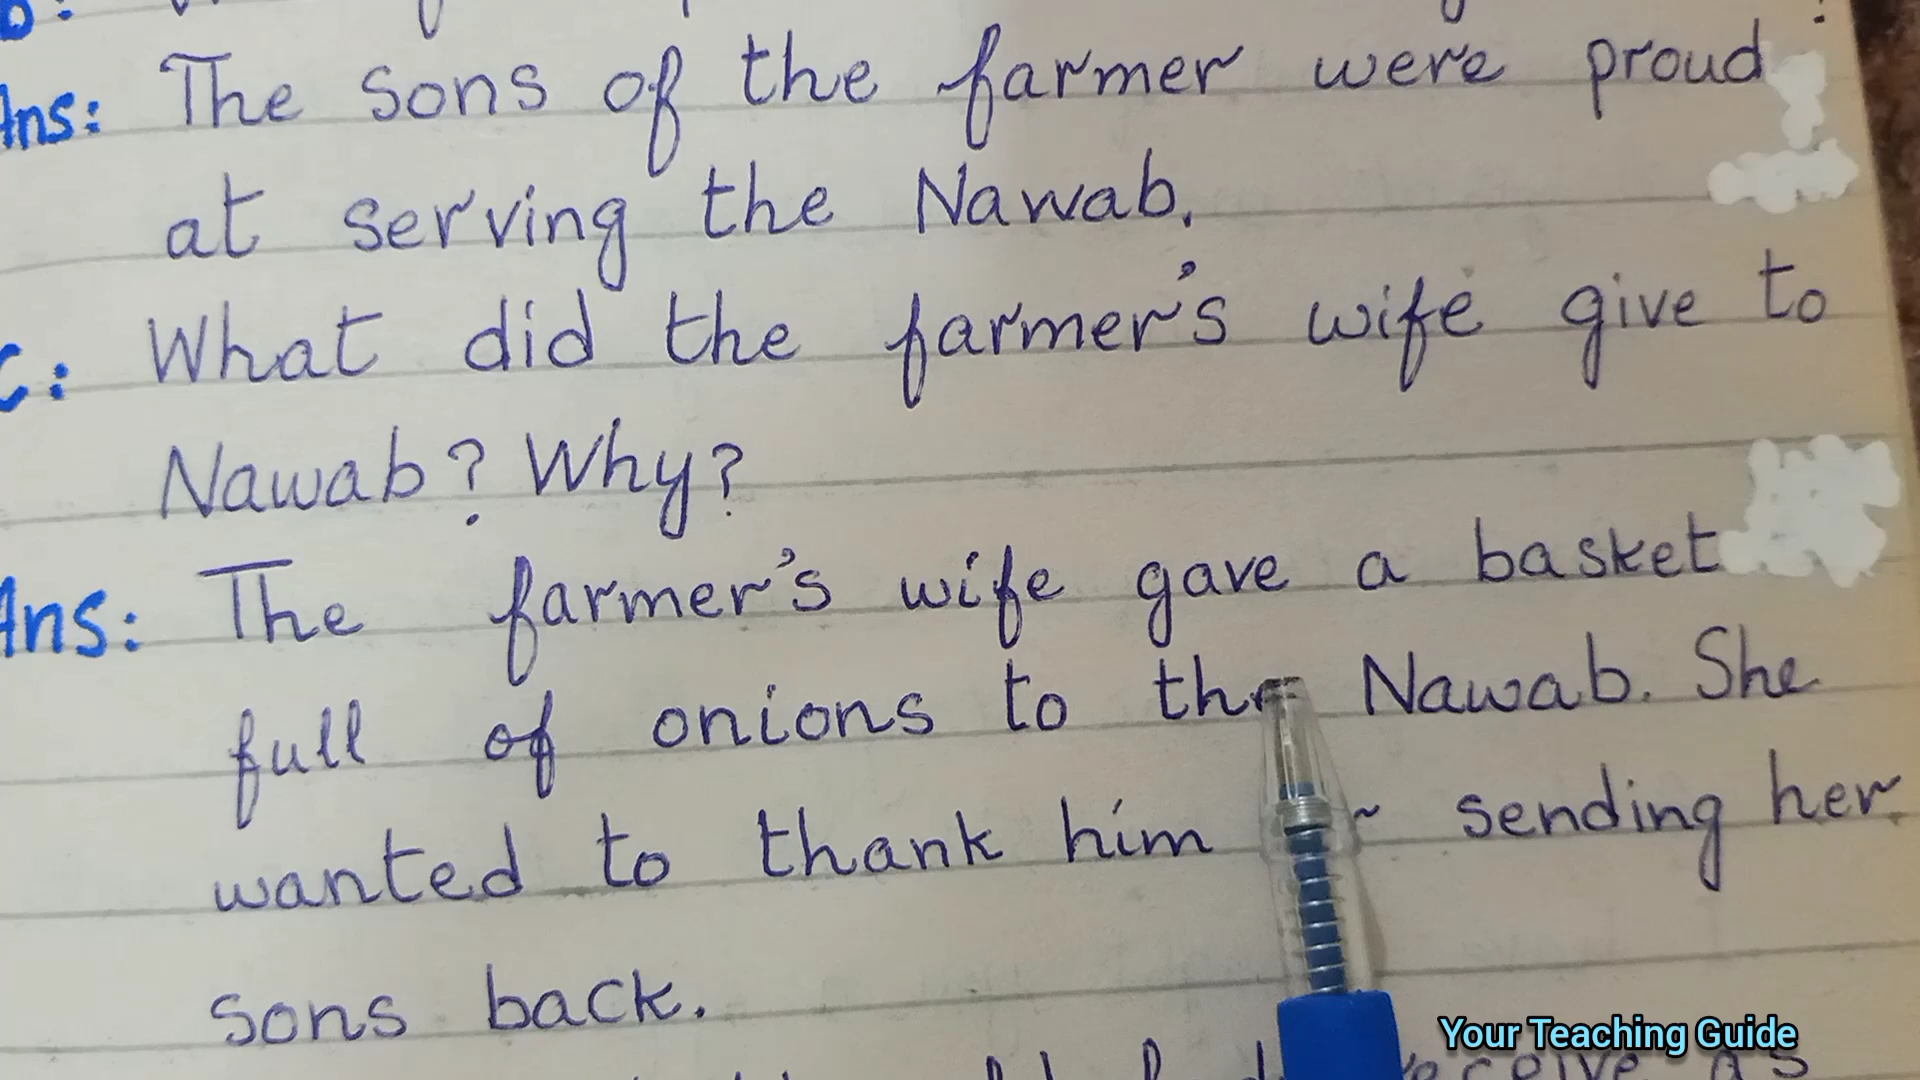 Ans: The sons of the farmer were proud
at serving the Nawab.
C: What did the farmer's wife give to
Nawab? Why?
Ans: The farmer's wife gave a basket
full of onions to the Nawab. She
wanted to thank him sending her
sons back.
Your Teaching Guide